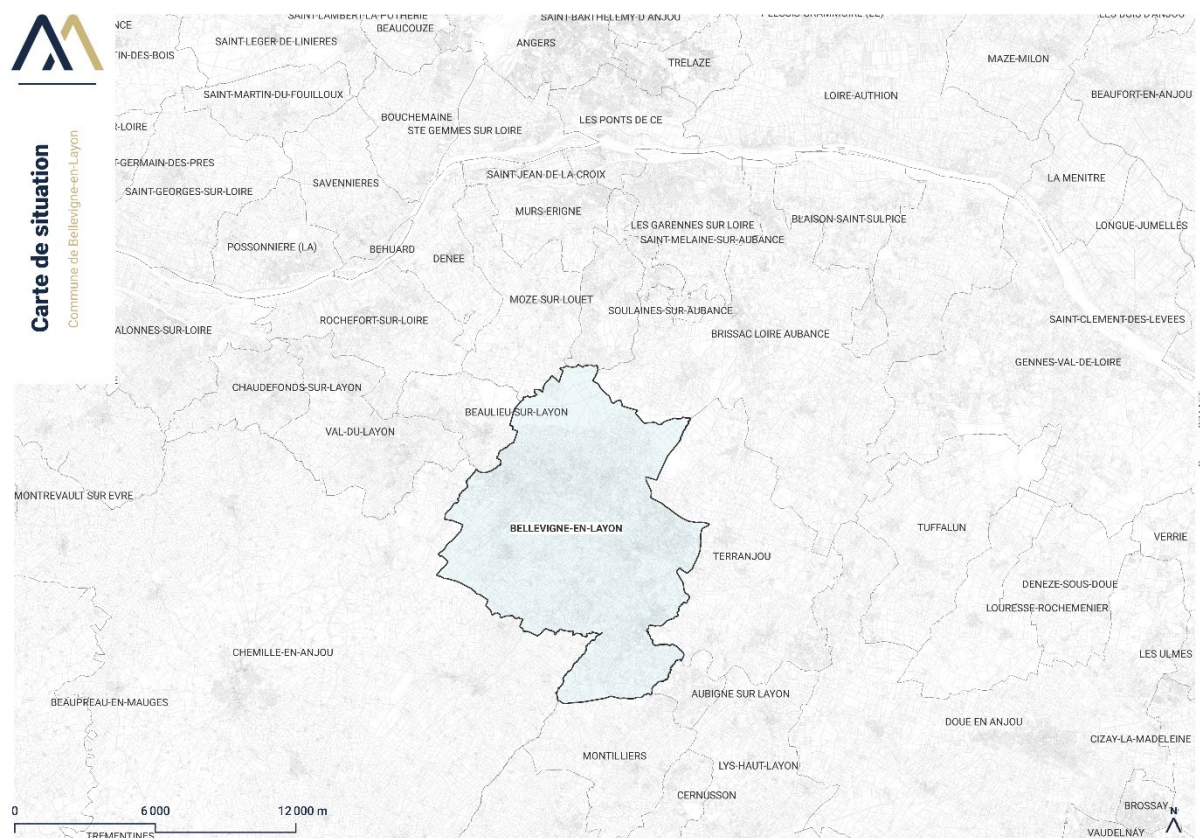 Carte de situation
Commune de Bellevigne-en-Layon
SAINT-LAMBERT-LA-POTHERIE
SAINT-BARTHELEMY-D'ANJOU
BEAUCOUZE
SAINT-LEGER-DE-LINIERES
ANGERS
TRELAZE
MAZE-MILON
SAINT-MARTIN-DU-FOUILLOUX
LOIRE-AUTHION
BEAUFORT-EN-ANJOU
BOUCHEMAINE
STE GEMMES SUR LOIRE
LES PONTS DE CE
SAINT-GEORGES-SUR-LOIRE
SAVENNIERES
SAINT-JEAN-DE-LA-CROIX
LA MENITRE
MURS-ERIGNE
LES GARENNES SUR LOIRE
BLAISON-SAINT-SULPICE
LONGUE-JUMELLES
SAINT-MELAINE-SUR-AUBANCE
POSSONNIERE (LA)
BEHUARD
DENEE
MOZE-SUR-LOUET
SOULAINES-SUR-AUBANCE
ROCHEFORT-SUR-LOIRE
ALONNES-SUR-LOIRE
BRISSAC LOIRE AUBANCE
SAINT-CLEMENT-DES-LEVEES
GENNES-VAL-DE-LOIRE
CHAUDEFONDS-SUR-LAYON
BEAULIEU-SUR-LAYON
VAL-DU-LAYON
MONTREVAULT SUR EVRE
BELLEVIGNE-EN-LAYON
TUFFALUN
VERRIE
TERRANJOU
DENEZE-SOUS-DOUE
LOURESSE-ROCHEMENIER
CHEMILLE-EN-ANJOU
LES ULMES
BEAUPREAU-EN-MAUGES
AUBIGNE SUR LAYON
DOUE EN ANJOU
CIZAY-LA-MADELEINE
MONTILLIERS
LYS-HAUT-LAYON
CERNUSSON
BROSSAY
VAUDELNAY
TREMENTINES
0 6 000 12 000 m
N